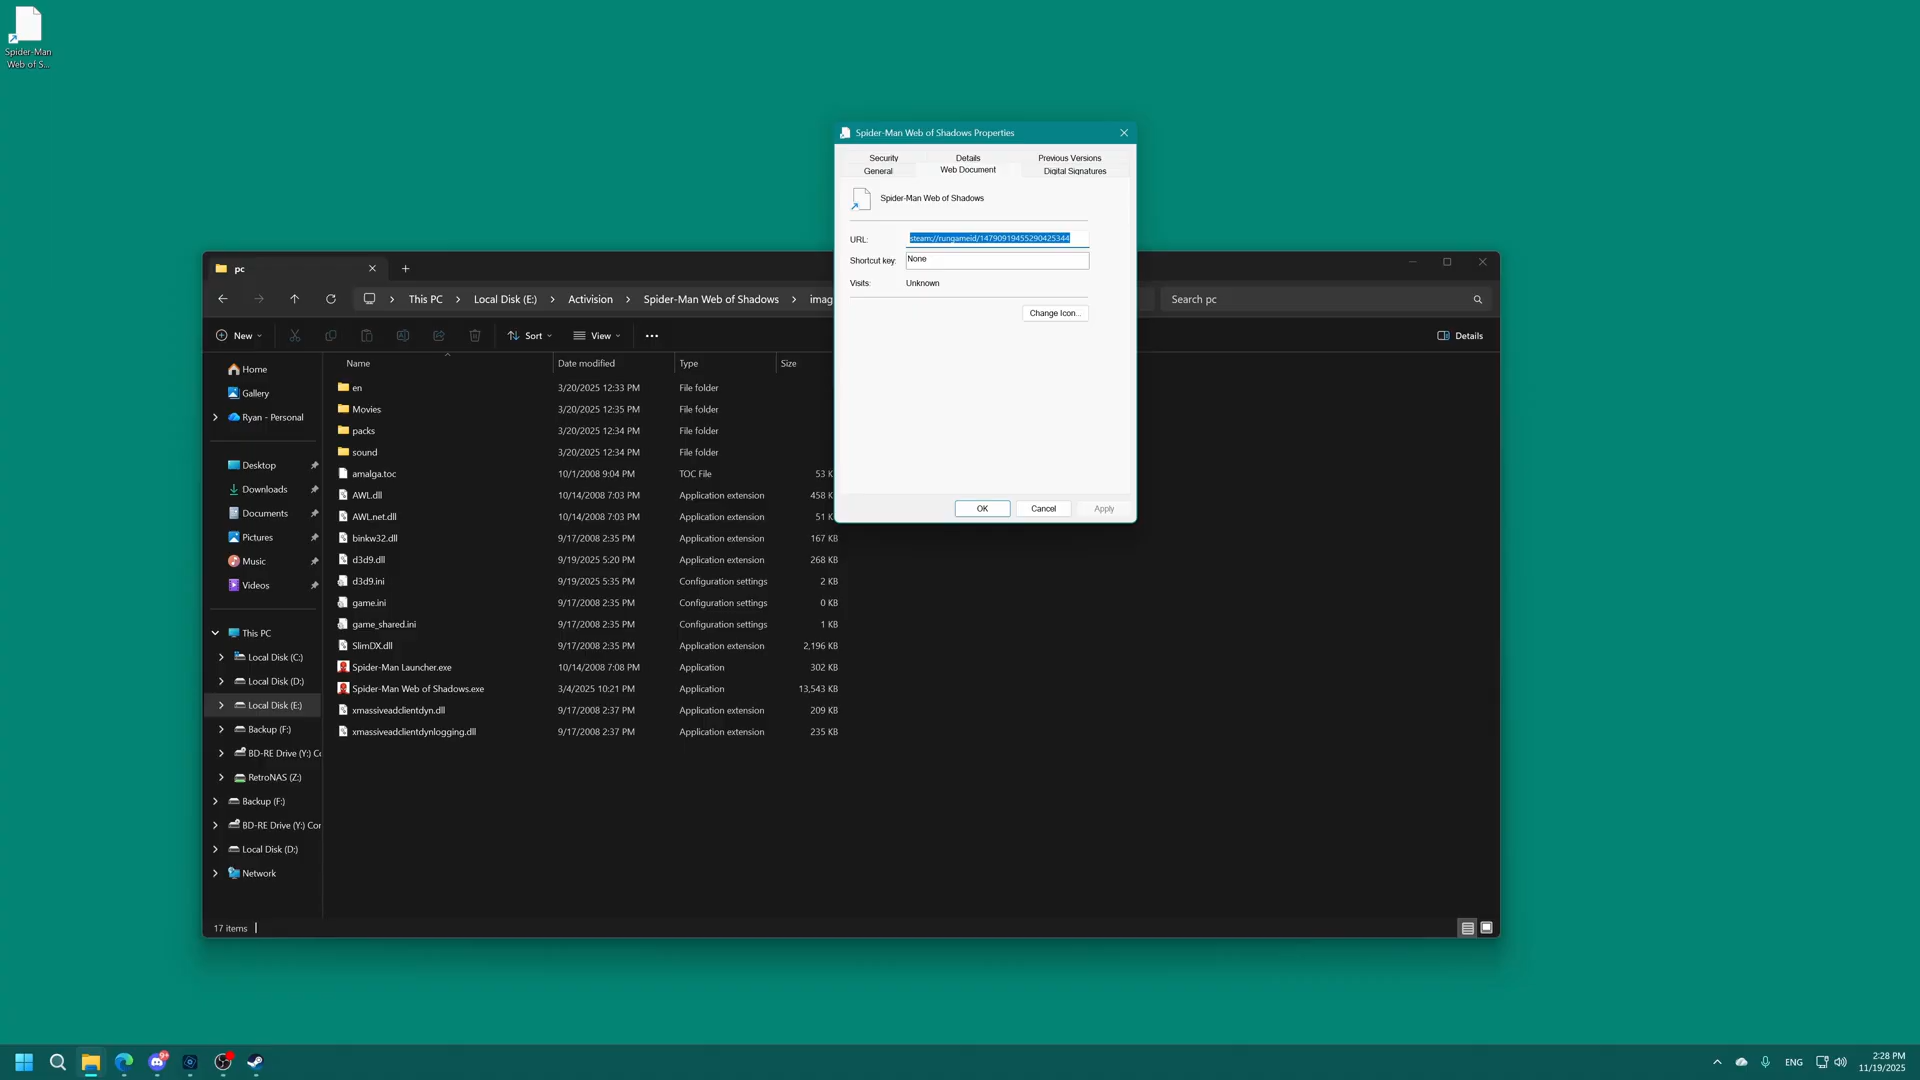 Spider-Man
Web of S...
Spider-Man Web of Shadows Properties
Security
Details
Previous Versions
General
Web Document
Digital Signatures
Spider-Man Web of Shadows
URL:
steam://rungameid/14790919455290425344
Shortcut key:
None
Visits:
Unknown
Change Icon...
OK
Cancel
Apply
pc
This PC
Local Disk (E:)
Activision
Spider-Man Web of Shadows
imag
Search pc
New
Sort
View
Details
Name
Date modified
Type
Size
Home
Gallery
Ryan - Personal
Desktop
Downloads
Documents
Pictures
Music
Videos
This PC
Local Disk (C:)
Local Disk (D:)
Local Disk (E:)
Backup (F:)
BD-RE Drive (Y:) Co
RetroNAS (Z:)
Backup (F:)
BD-RE Drive (Y:) Cor
Local Disk (D:)
Network
en 3/20/2025 12:33 PM File folder
Movies 3/20/2025 12:35 PM File folder
packs 3/20/2025 12:34 PM File folder
sound 3/20/2025 12:34 PM File folder
amalga.toc 10/1/2008 9:04 PM TOC File 53 K
AWL.dll 10/14/2008 7:03 PM Application extension 458 K
AWL.net.dll 10/14/2008 7:03 PM Application extension 51 K
binkw32.dll 9/17/2008 2:35 PM Application extension 167 KB
d3d9.dll 9/19/2025 5:20 PM Application extension 268 KB
d3d9.ini 9/19/2025 5:35 PM Configuration settings 2 KB
game.ini 9/17/2008 2:35 PM Configuration settings 0 KB
game_shared.ini 9/17/2008 2:35 PM Configuration settings 1 KB
SlimDX.dll 9/17/2008 2:35 PM Application extension 2,196 KB
Spider-Man Launcher.exe 10/14/2008 7:08 PM Application 302 KB
Spider-Man Web of Shadows.exe 3/4/2025 10:21 PM Application 13,543 KB
xmassiveadclientdyn.dll 9/17/2008 2:37 PM Application extension 209 KB
xmassiveadclientdynlogging.dll 9/17/2008 2:37 PM Application extension 235 KB
17 items
9+
ENG
2:28 PM
11/19/2025